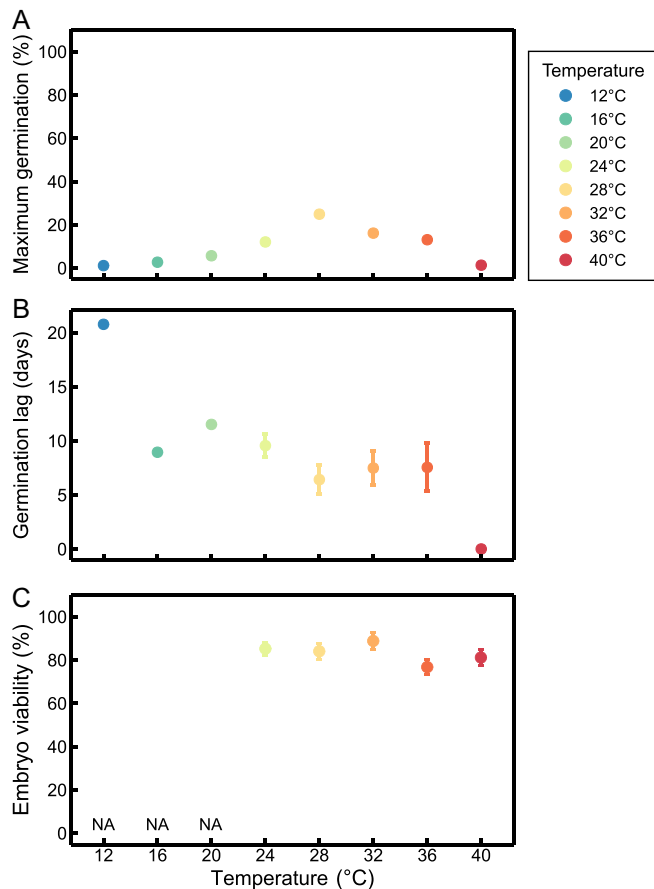 A
Maximum germination (%)
100
80
60
40
20
0
Temperature
12°C
16°C
20°C
24°C
28°C
32°C
36°C
40°C
B
Germination lag (days)
20
15
10
5
0
C
Embryo viability (%)
100
80
60
40
20
0
NA NA NA
12 16 20 24 28 32 36 40
Temperature (°C)